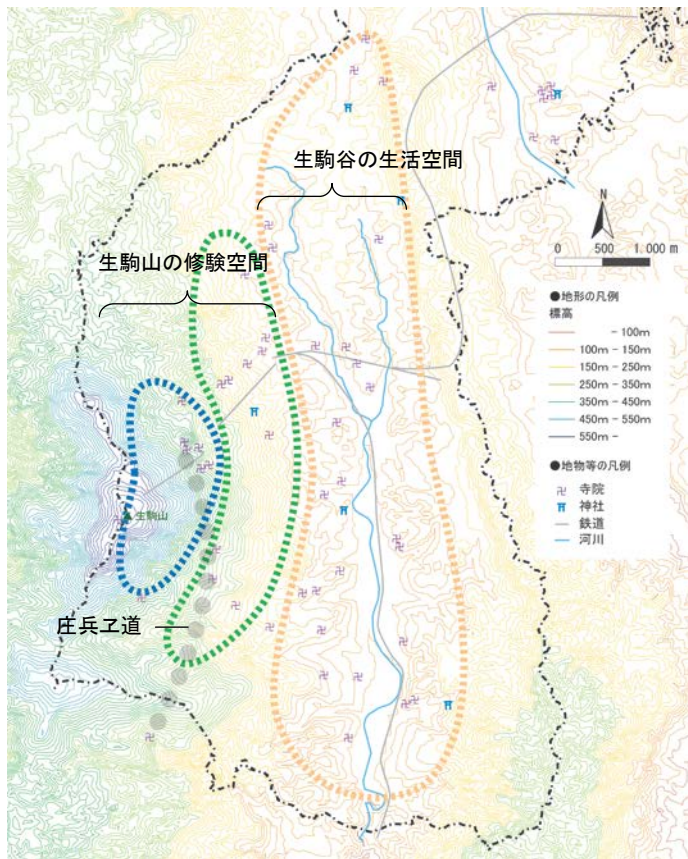 生駒谷の生活空間
生駒山の修験空間
N
0 500 1,000 m
●地形の凡例
標高
- 100m
100m - 150m
150m - 250m
250m - 350m
350m - 450m
450m - 550m
550m -
●地物等の凡例
卍 寺院
神社
鉄道
河川
生駒山
庄兵ヱ道